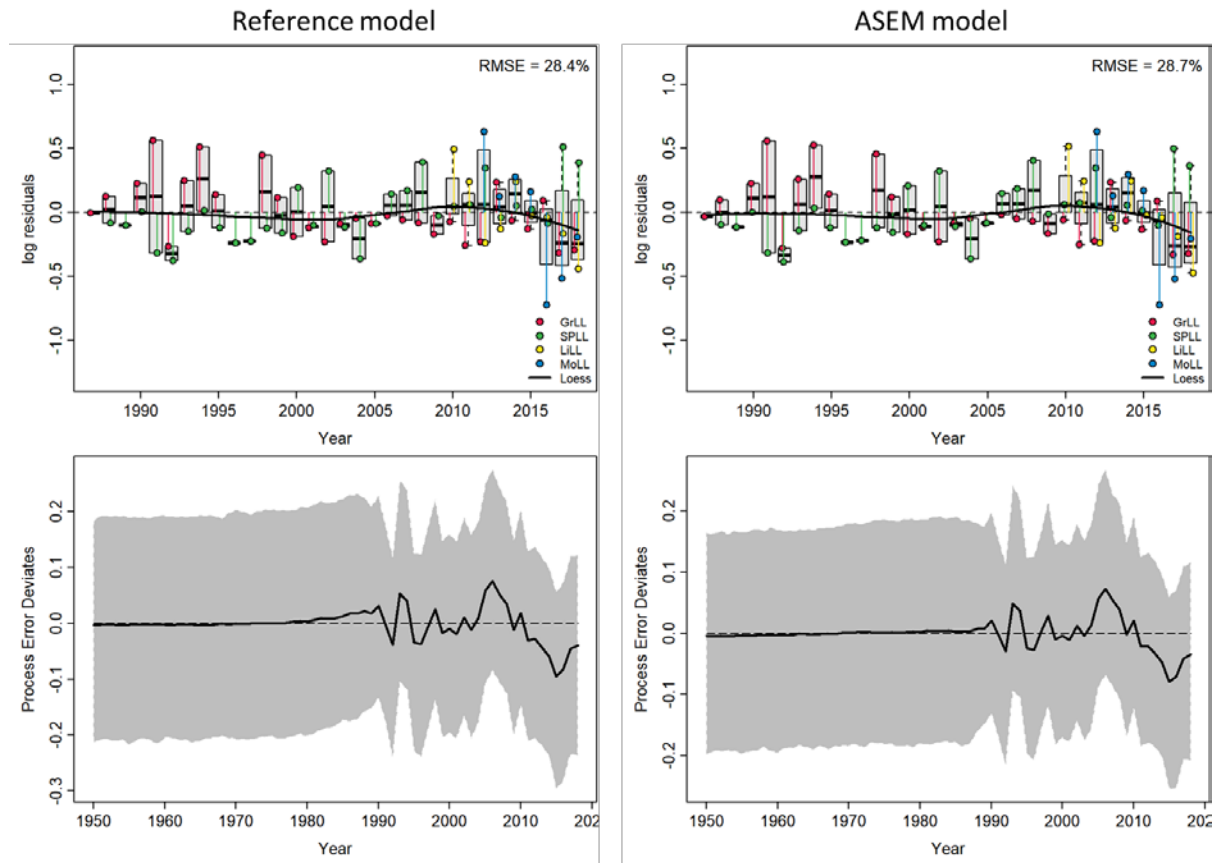 Reference model
ASEM model
RMSE = 28.4%
1.0
0.5
0.0
-0.5
-1.0
log residuals
GrLL
SPLL
LiLL
MoLL
Loess
1990
1995
2000
2005
2010
2015
Year
RMSE = 28.7%
1.0
0.5
0.0
-0.5
-1.0
log residuals
GrLL
SPLL
LiLL
MoLL
Loess
1990
1995
2000
2005
2010
2015
Year
0.2
0.1
0.0
-0.1
-0.2
-0.3
Process Error Deviates
1950
1960
1970
1980
1990
2000
2010
202
Year
0.2
0.1
0.0
-0.1
-0.2
Process Error Deviates
1950
1960
1970
1980
1990
2000
2010
202
Year